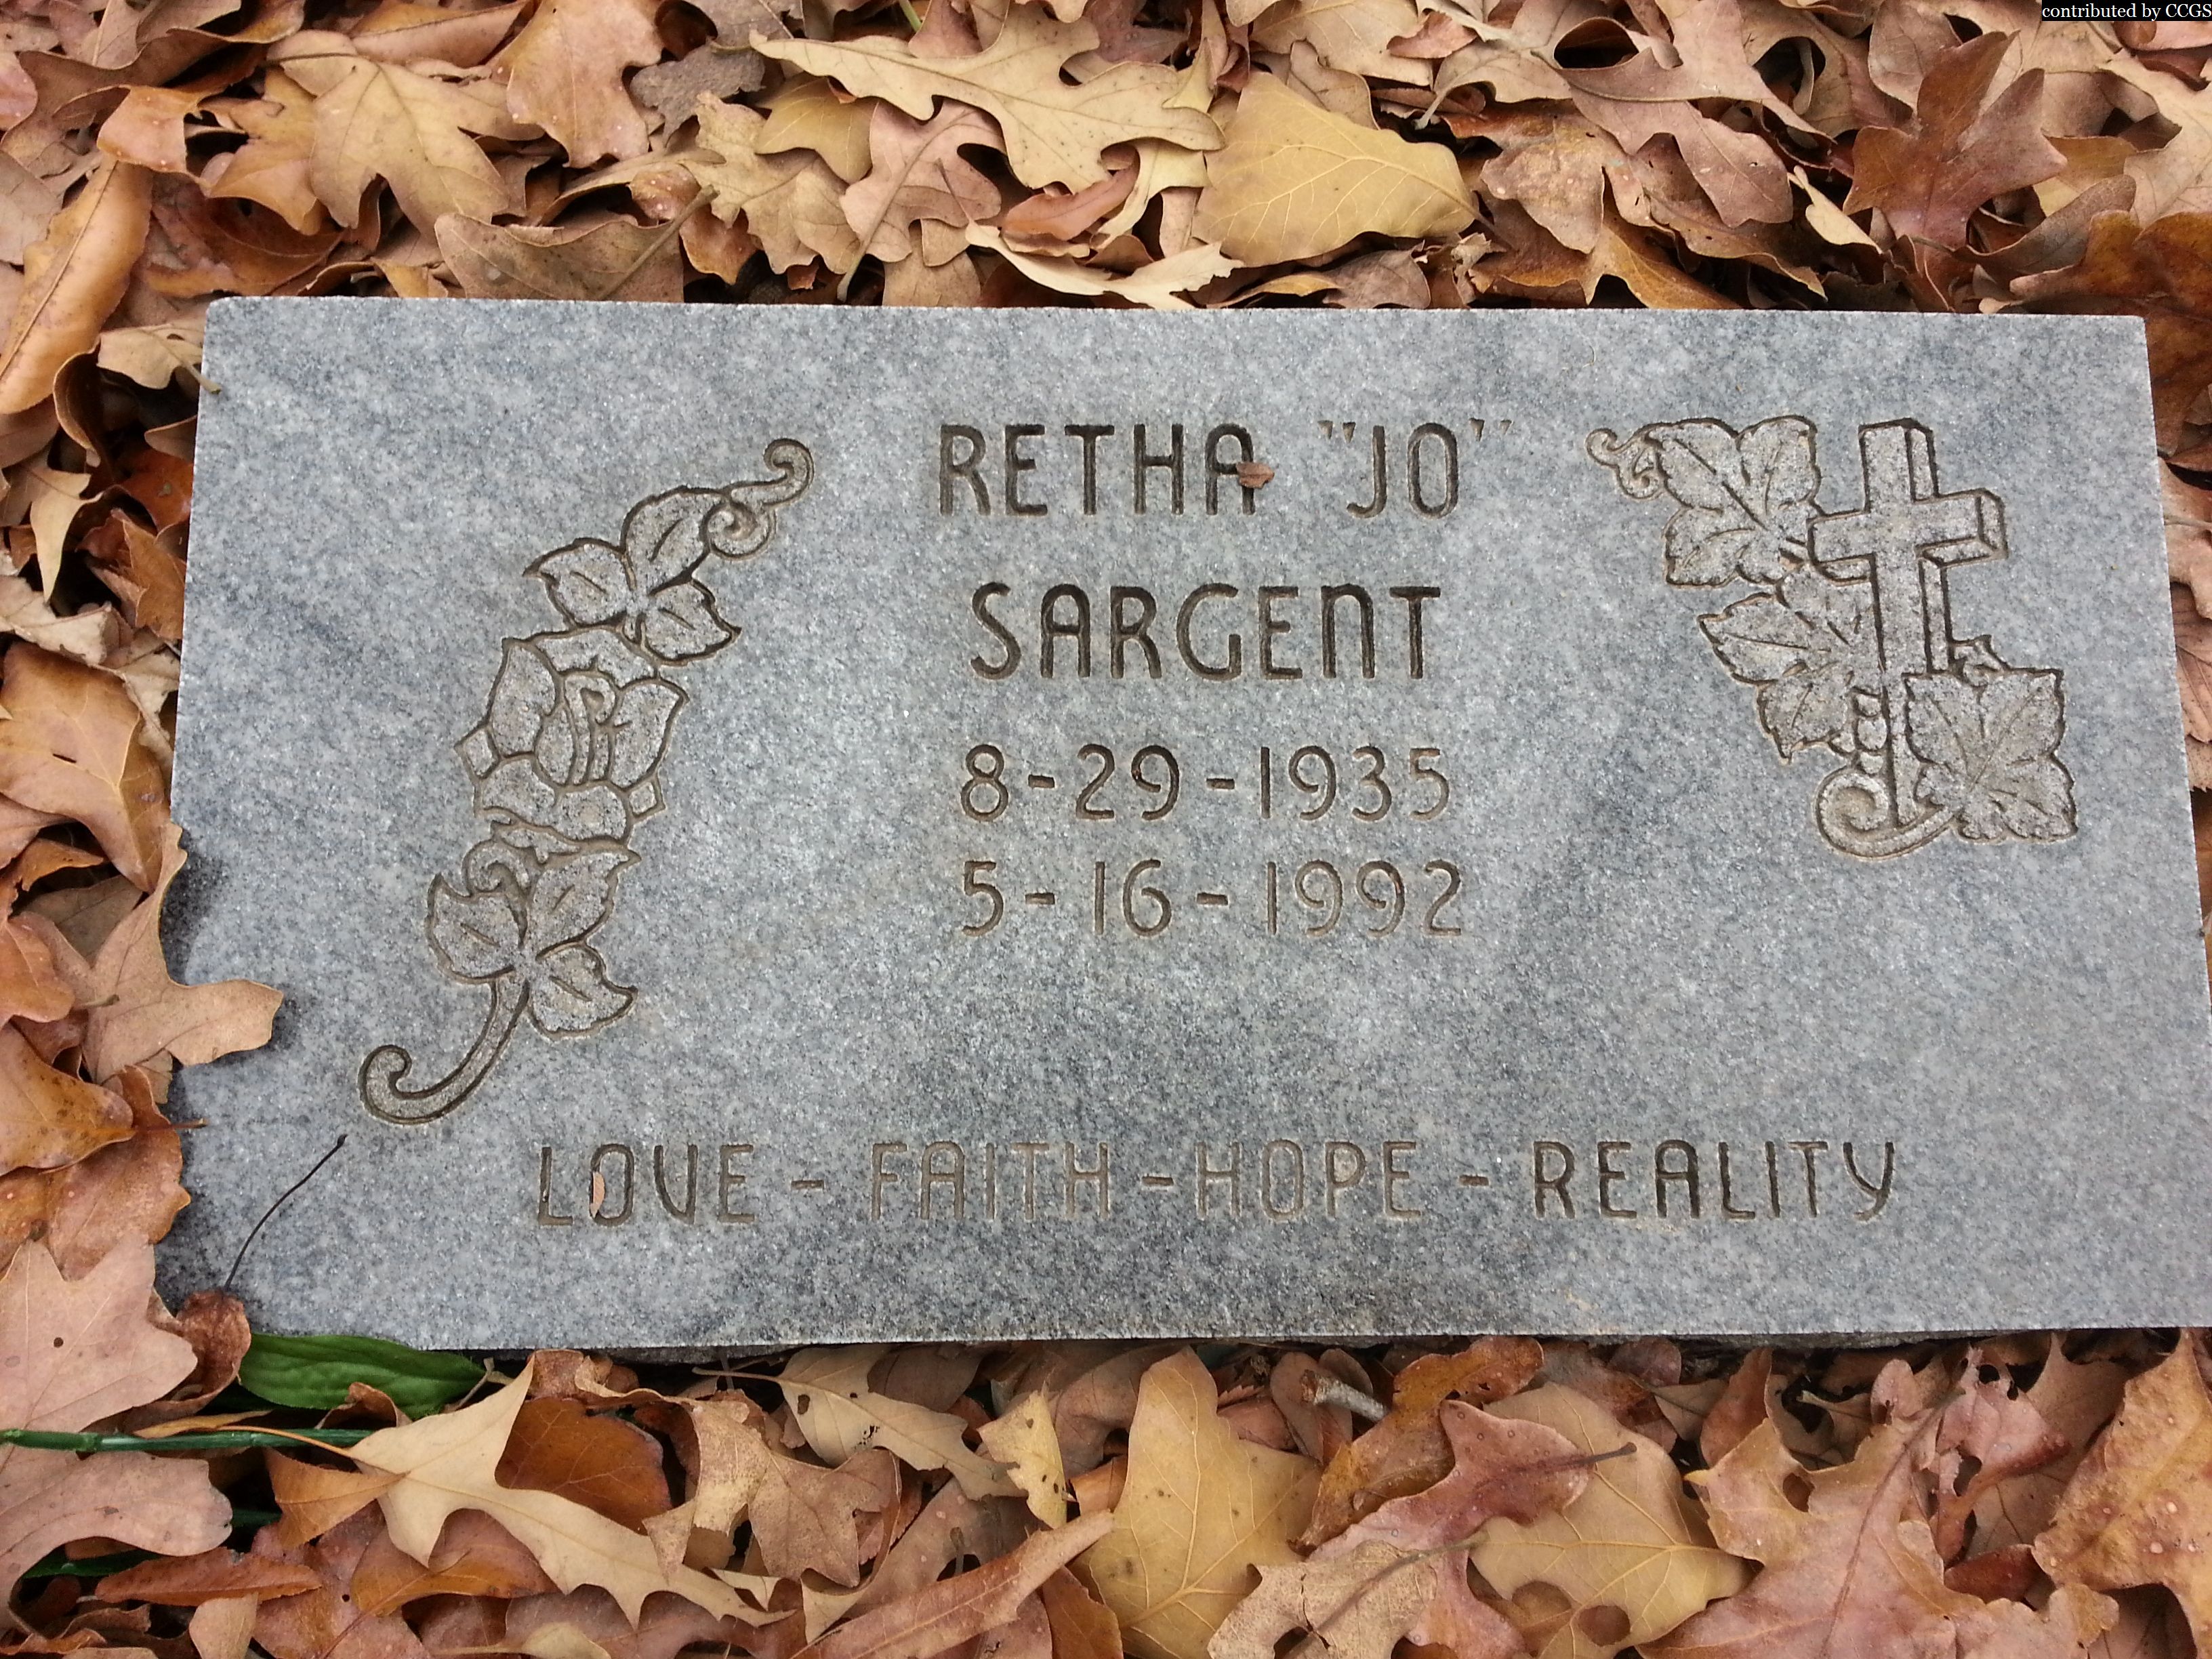 contributed by CCGS
RETHA "JO"
SARGENT
8-29-1935
5-16-1992
LOVE - FAITH - HOPE - REALITY